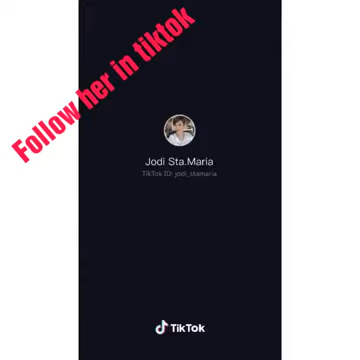 Follow her in tiktok
Jodi Sta.Maria
TikTok ID: jodi_stamaria
TikTok